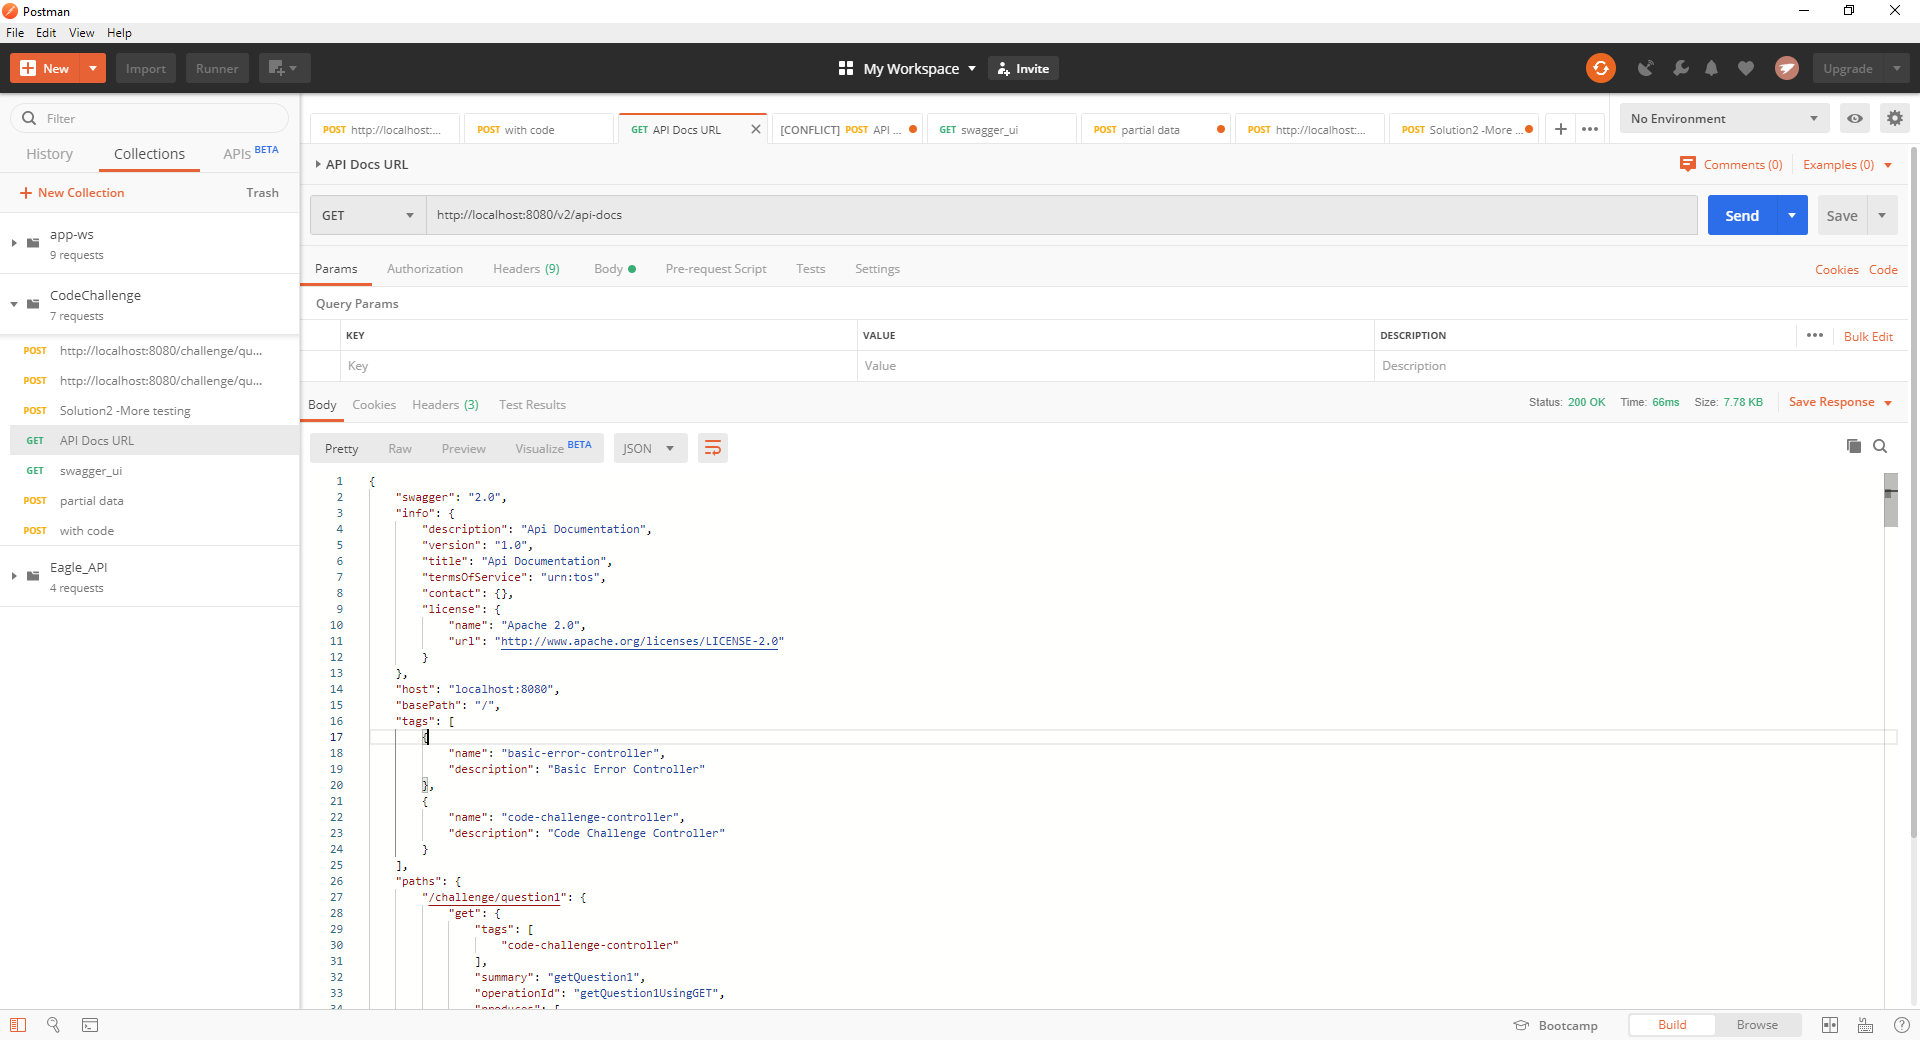 Postman
File Edit View Help
New Import Runner My Workspace Invite Upgrade
Filter
History Collections APIs BETA
New Collection Trash
app-ws
9 requests
CodeChallenge
7 requests
POST http://localhost:8080/challenge/qu...
POST http://localhost:8080/challenge/qu...
POST Solution2 -More testing
GET API Docs URL
GET swagger_ui
POST partial data
POST with code
Eagle_API
4 requests
POST http://localhost:... POST with code GET API Docs URL [CONFLICT] POST API ... GET swagger_ui POST partial data POST http://localhost:... POST Solution2 -More ... No Environment
API Docs URL Comments (0) Examples (0)
GET http://localhost:8080/v2/api-docs Send Save
Params Authorization Headers (9) Body Pre-request Script Tests Settings Cookies Code
Query Params
KEY VALUE DESCRIPTION Bulk Edit
Key Value Description
Body Cookies Headers (3) Test Results Status: 200 OK Time: 66ms Size: 7.78 KB Save Response
Pretty Raw Preview Visualize BETA JSON
1 {
2 "swagger": "2.0",
3 "info": {
4 "description": "Api Documentation",
5 "version": "1.0",
6 "title": "Api Documentation",
7 "termsOfService": "urn:tos",
8 "contact": {},
9 "license": {
10 "name": "Apache 2.0",
11 "url": "http://www.apache.org/licenses/LICENSE-2.0"
12 }
13 },
14 "host": "localhost:8080",
15 "basePath": "/",
16 "tags": [
17 {
18 "name": "basic-error-controller",
19 "description": "Basic Error Controller"
20 },
21 {
22 "name": "code-challenge-controller",
23 "description": "Code Challenge Controller"
24 }
25 ],
26 "paths": {
27 "/challenge/question1": {
28 "get": {
29 "tags": [
30 "code-challenge-controller"
31 ],
32 "summary": "getQuestion1",
33 "operationId": "getQuestion1UsingGET",
34 "produces": [
Bootcamp Build Browse